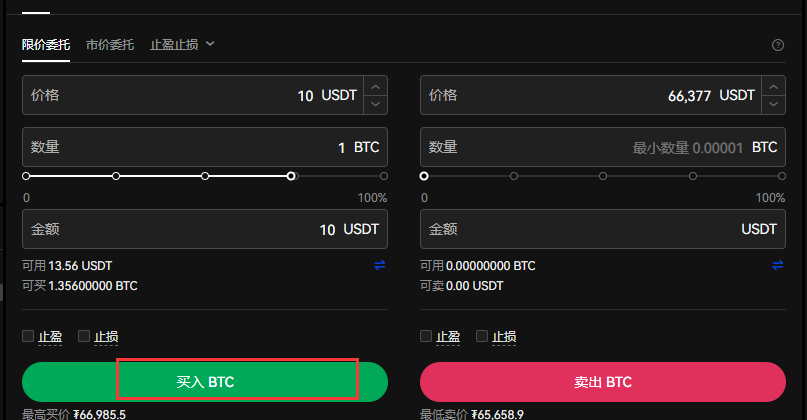 限价委托 市价委托 止盈止损
价格 10 USDT
数量 1 BTC
0 100%
金额 10 USDT
可用 13.56 USDT
可买 1.35600000 BTC
止盈 止损
买入 BTC
最高买价 ₮66,985.5
价格 66,377 USDT
数量 最小数量 0.00001 BTC
0 100%
金额 USDT
可用 0.00000000 BTC
可卖 0.00 USDT
止盈 止损
卖出 BTC
最低卖价 ₮65,658.9